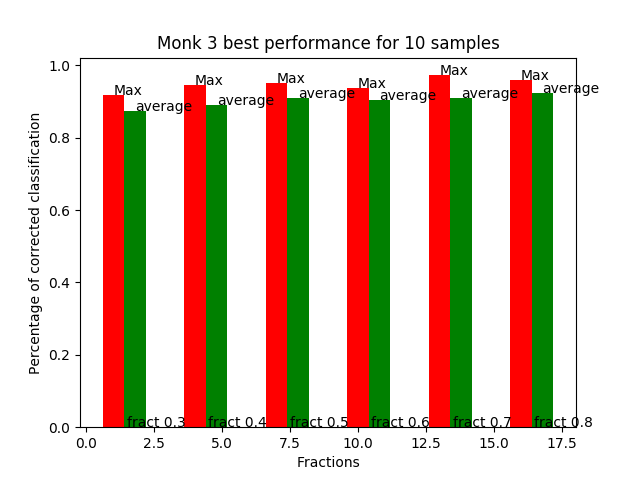 Monk 3 best performance for 10 samples
Percentage of corrected classification
1.0
0.8
0.6
0.4
0.2
0.0
Max
average
Max
average
Max
average
Max
average
Max
average
Max
average
fract 0.3
fract 0.4
fract 0.5
fract 0.6
fract 0.7
fract 0.8
0.0 2.5 5.0 7.5 10.0 12.5 15.0 17.5
Fractions